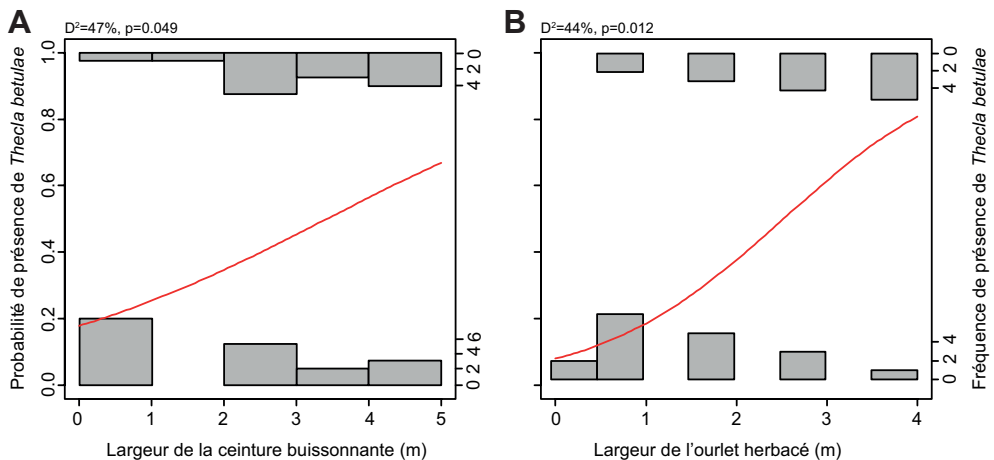 A
D²=47%, p=0.049
Probabilité de présence de Thecla betulae
0.0 0.2 0.4 0.6 0.8 1.0
4 2 0
0 2 4 6
0 1 2 3 4 5
Largeur de la ceinture buissonnante (m)
B
D²=44%, p=0.012
4 2 0
0 2 4
0 1 2 3 4
Largeur de l’ourlet herbacé (m)
Fréquence de présence de Thecla betulae